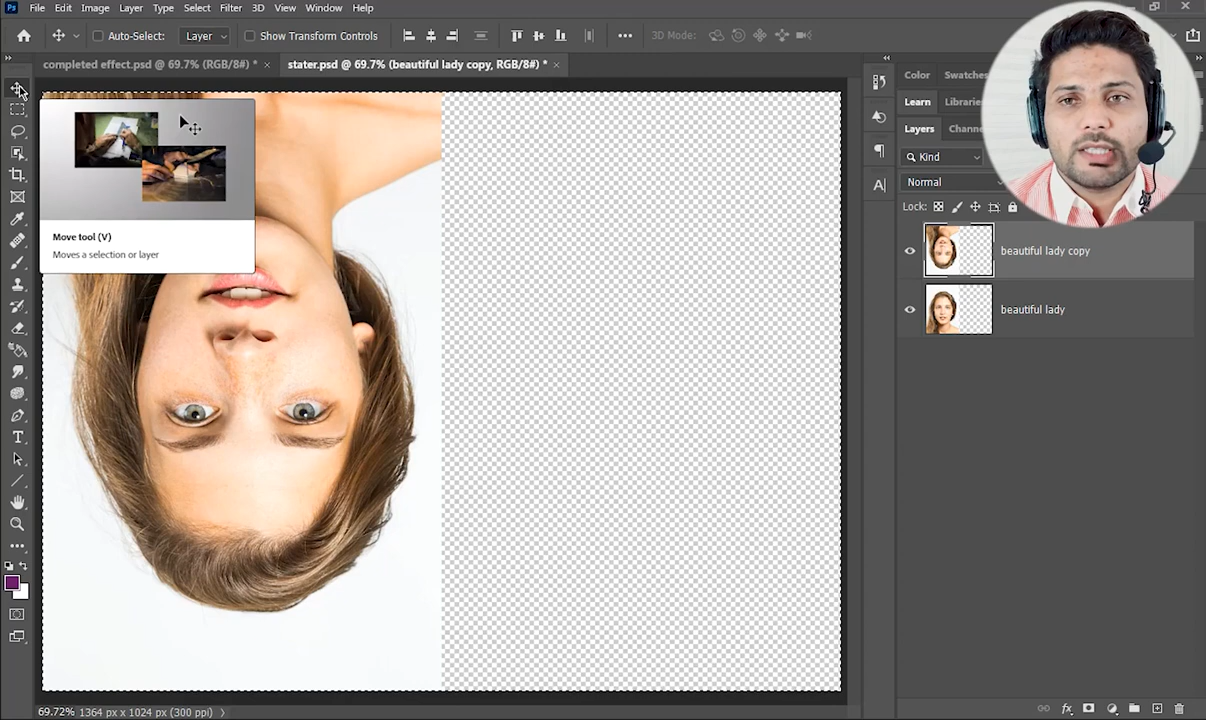 Ps File Edit Image Layer Type Select Filter 3D View Window Help
Auto-Select: Layer Show Transform Controls 3D Mode:
completed effect.psd @ 69.7% (RGB/8#) * × stater.psd @ 69.7% (beautiful lady copy, RGB/8#) * ×
Color Swatches
Learn Libraries
Layers
Kind
Normal
Lock:
Move tool (V)
Moves a selection or layer
beautiful lady copy
beautiful lady
69.72% 1364 px x 1024 px (300 ppi)